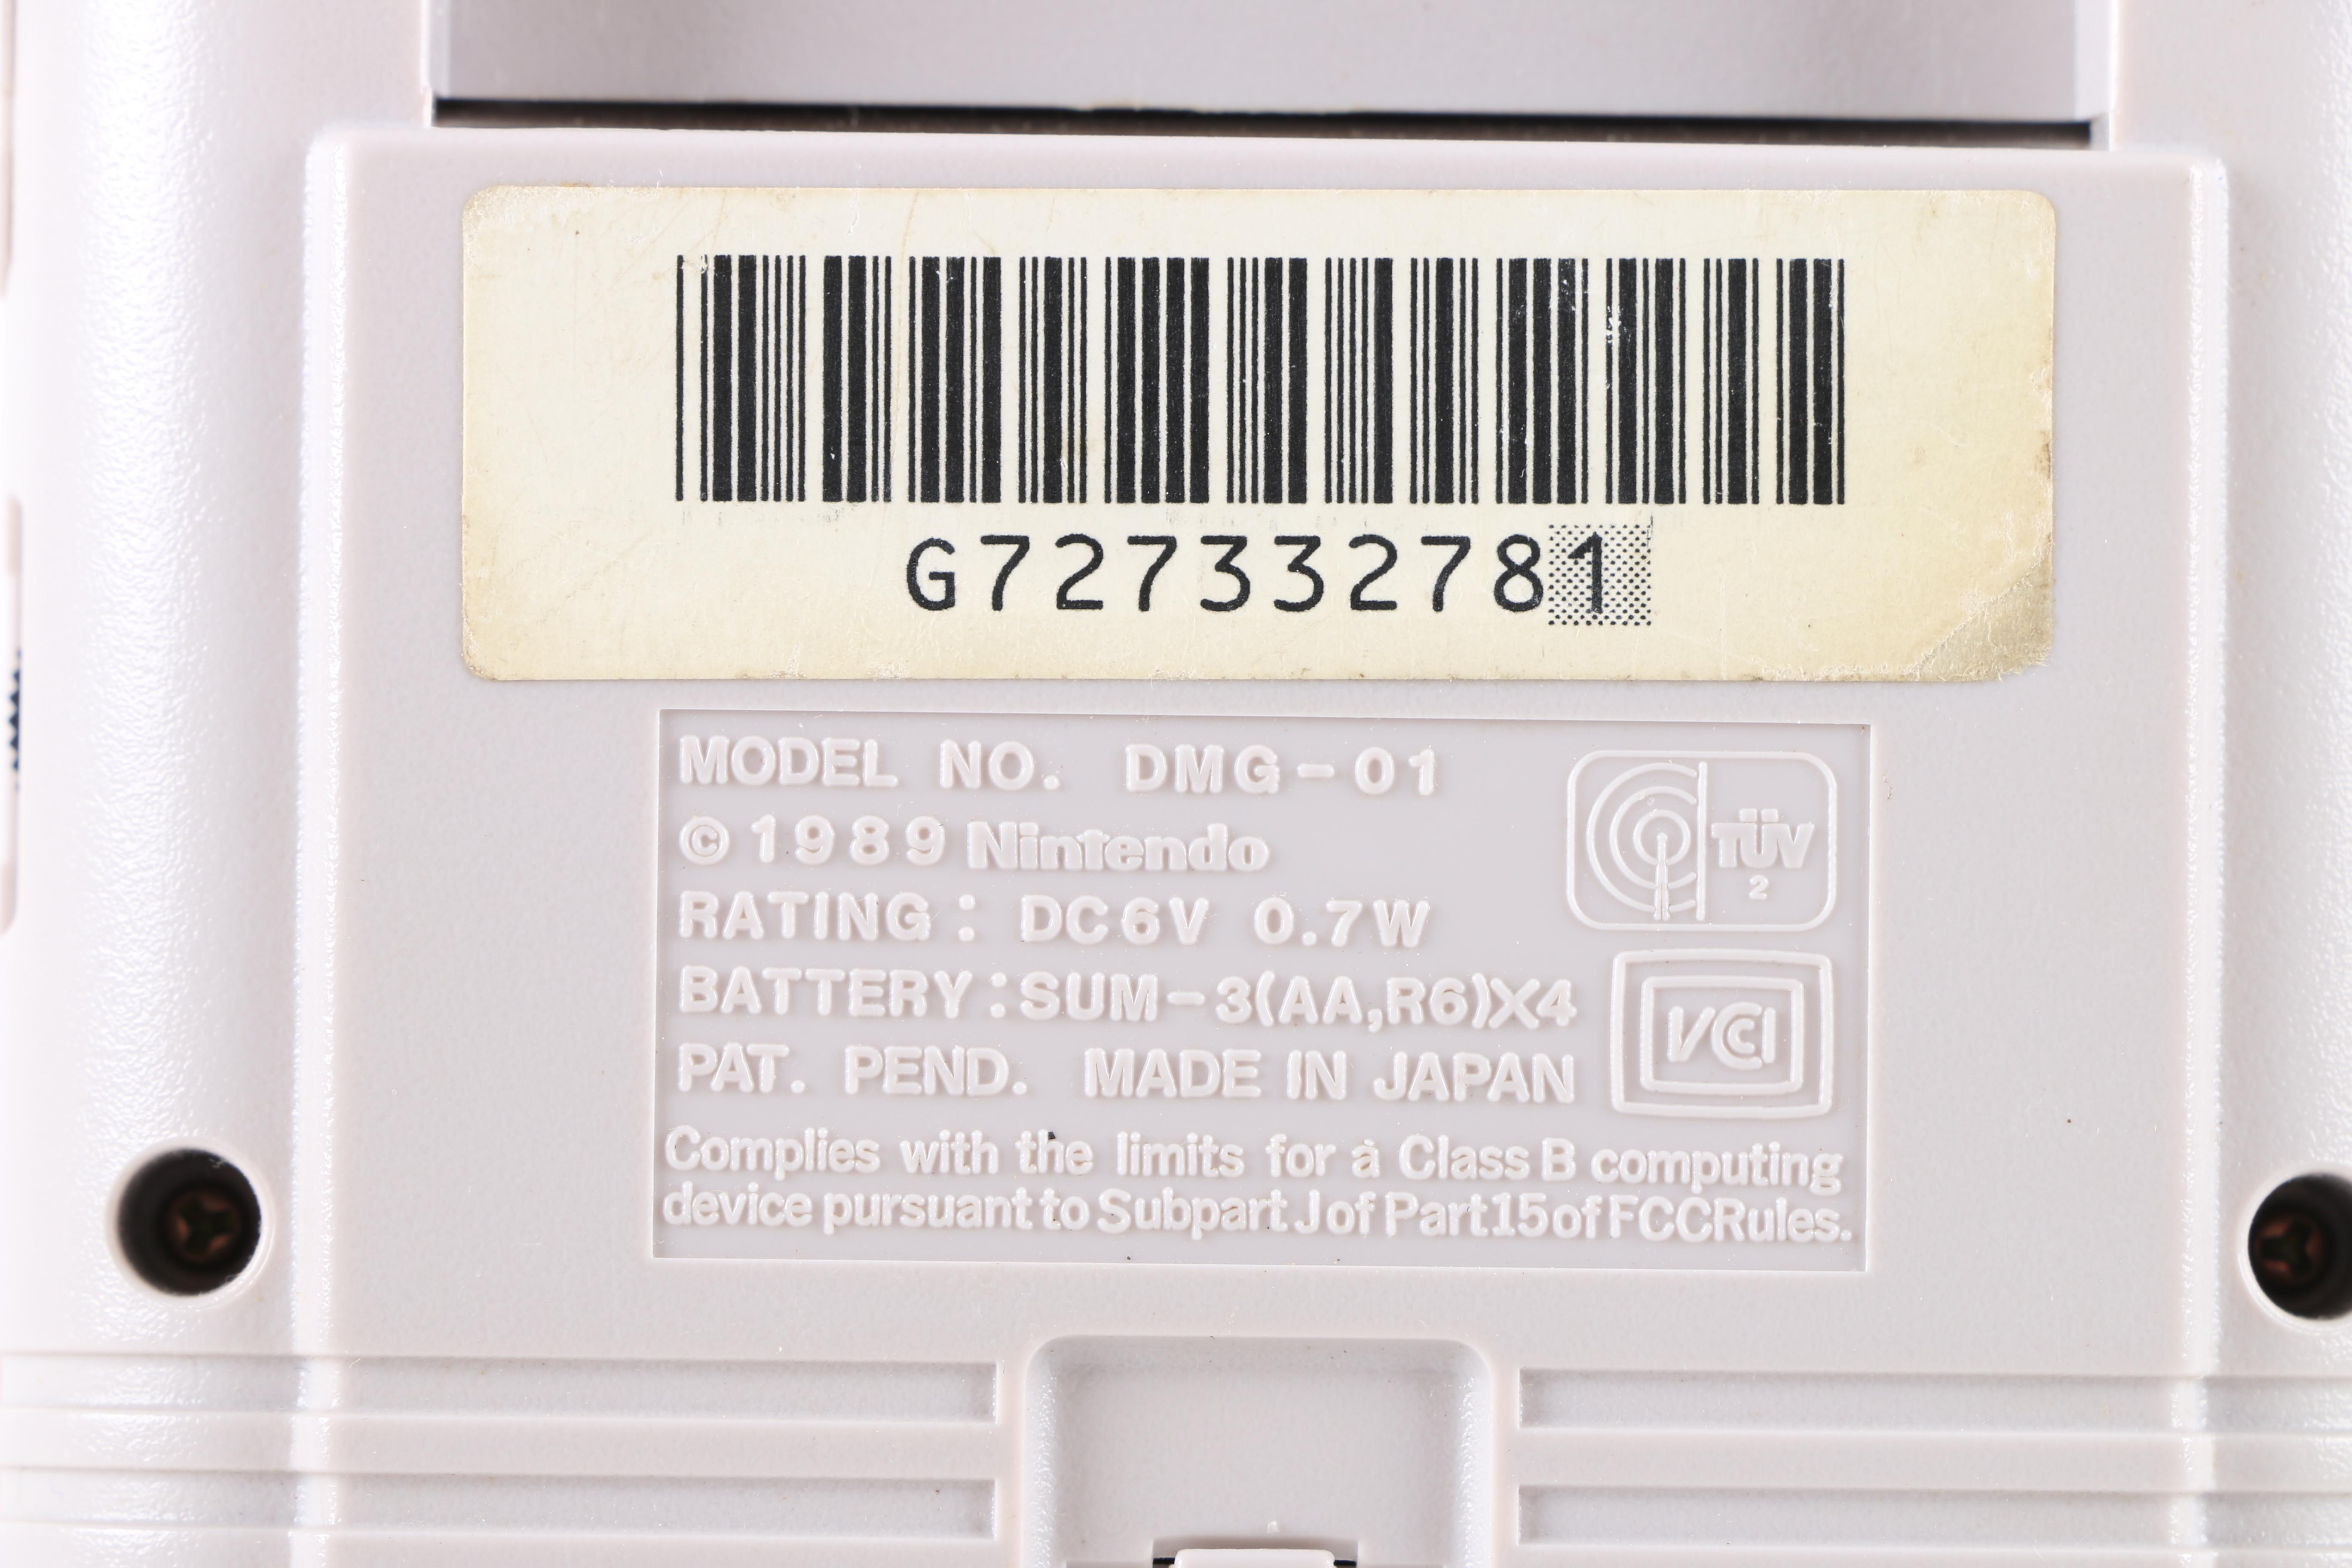 G727332781
MODEL NO. DMG-01
©1989 Nintendo
RATING: DC6V 0.7W
BATTERY:SUM-3(AA,R6)X4
PAT. PEND. MADE IN JAPAN
TÜV
2
VCCI
Complies with the limits for a Class B computing
device pursuant to Subpart J of Part 15 of FCC Rules.